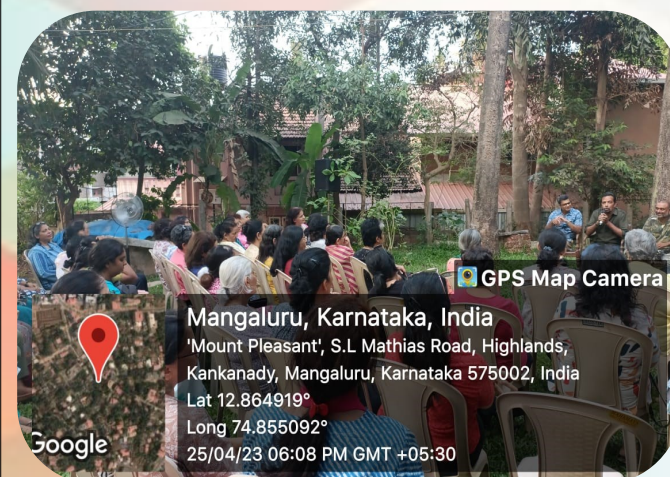 GPS Map Camera
Mangaluru, Karnataka, India
'Mount Pleasant', S.L Mathias Road, Highlands,
Kankanady, Mangaluru, Karnataka 575002, India
Lat 12.864919°
Long 74.855092°
25/04/23 06:08 PM GMT +05:30
Google